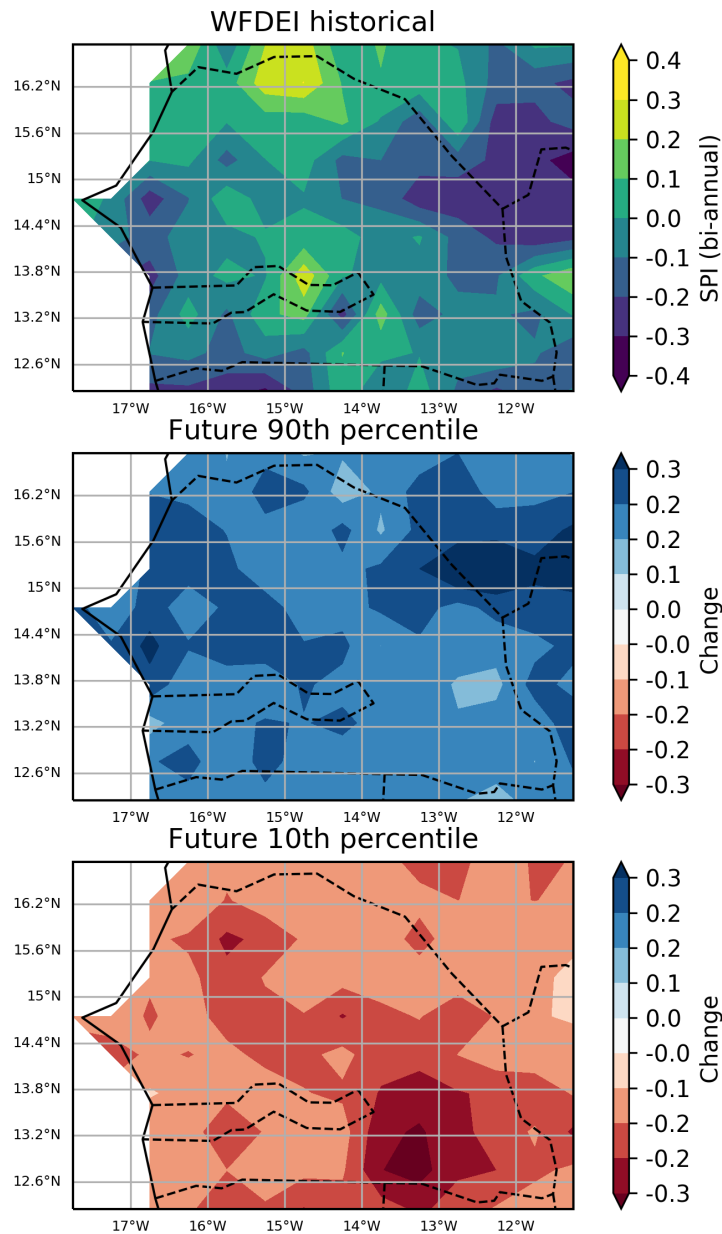 WFDEI historical
16.2°N
15.6°N
15°N
14.4°N
13.8°N
13.2°N
12.6°N
17°W 16°W 15°W 14°W 13°W 12°W
0.4
0.3
0.2
0.1
0.0
-0.1
-0.2
-0.3
-0.4
SPI (bi-annual)
Future 90th percentile
16.2°N
15.6°N
15°N
14.4°N
13.8°N
13.2°N
12.6°N
17°W 16°W 15°W 14°W 13°W 12°W
0.3
0.2
0.2
0.1
0.0
-0.0
-0.1
-0.2
-0.2
-0.3
Change
Future 10th percentile
16.2°N
15.6°N
15°N
14.4°N
13.8°N
13.2°N
12.6°N
17°W 16°W 15°W 14°W 13°W 12°W
0.3
0.2
0.2
0.1
0.0
-0.0
-0.1
-0.2
-0.2
-0.3
Change